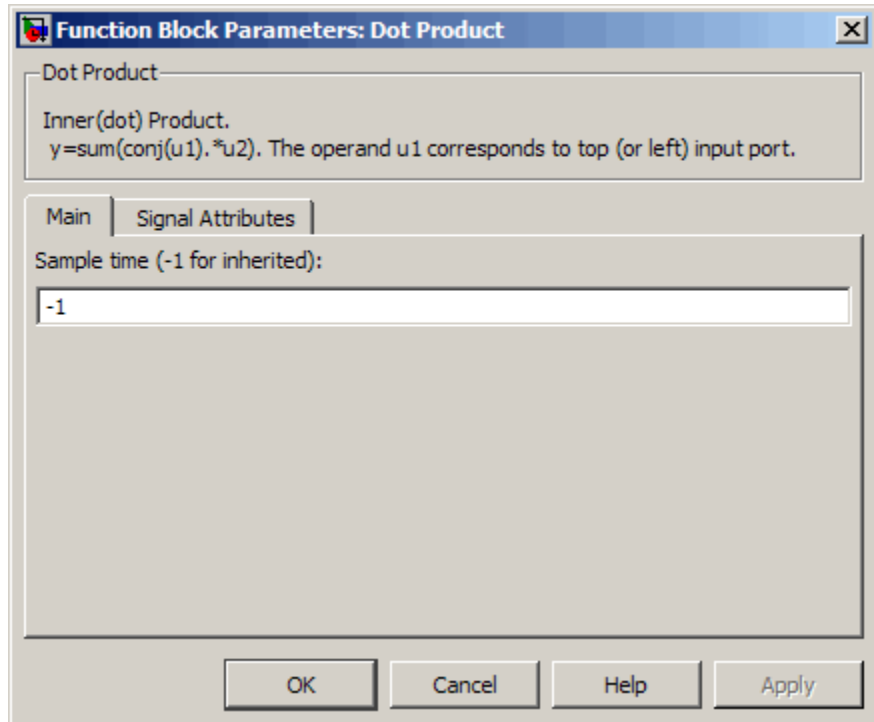 Function Block Parameters: Dot Product
Dot Product
Inner(dot) Product.
y=sum(conj(u1).*u2). The operand u1 corresponds to top (or left) input port.
Main
Signal Attributes
Sample time (-1 for inherited):
-1
OK
Cancel
Help
Apply